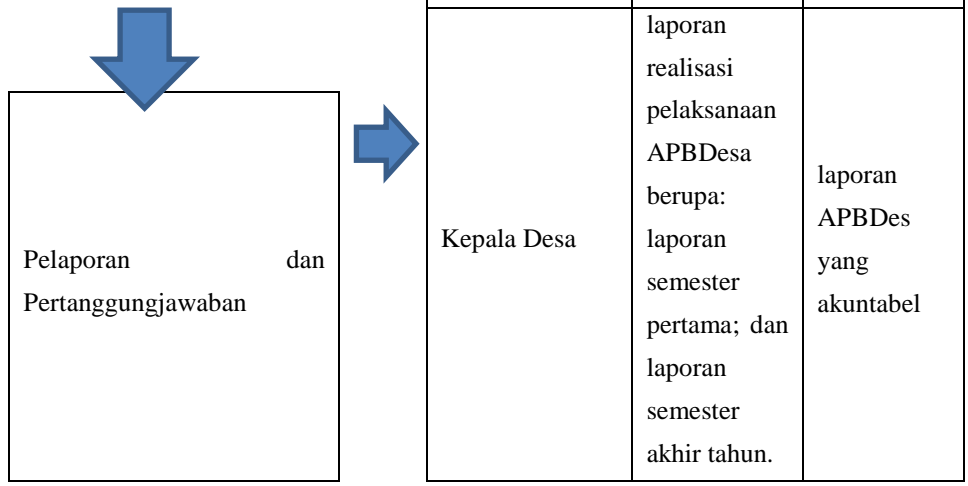 Pelaporan dan
Pertanggungjawaban
Kepala Desa
laporan
realisasi
pelaksanaan
APBDesa
berupa:
laporan
semester
pertama; dan
laporan
semester
akhir tahun.
laporan
APBDes
yang
akuntabel